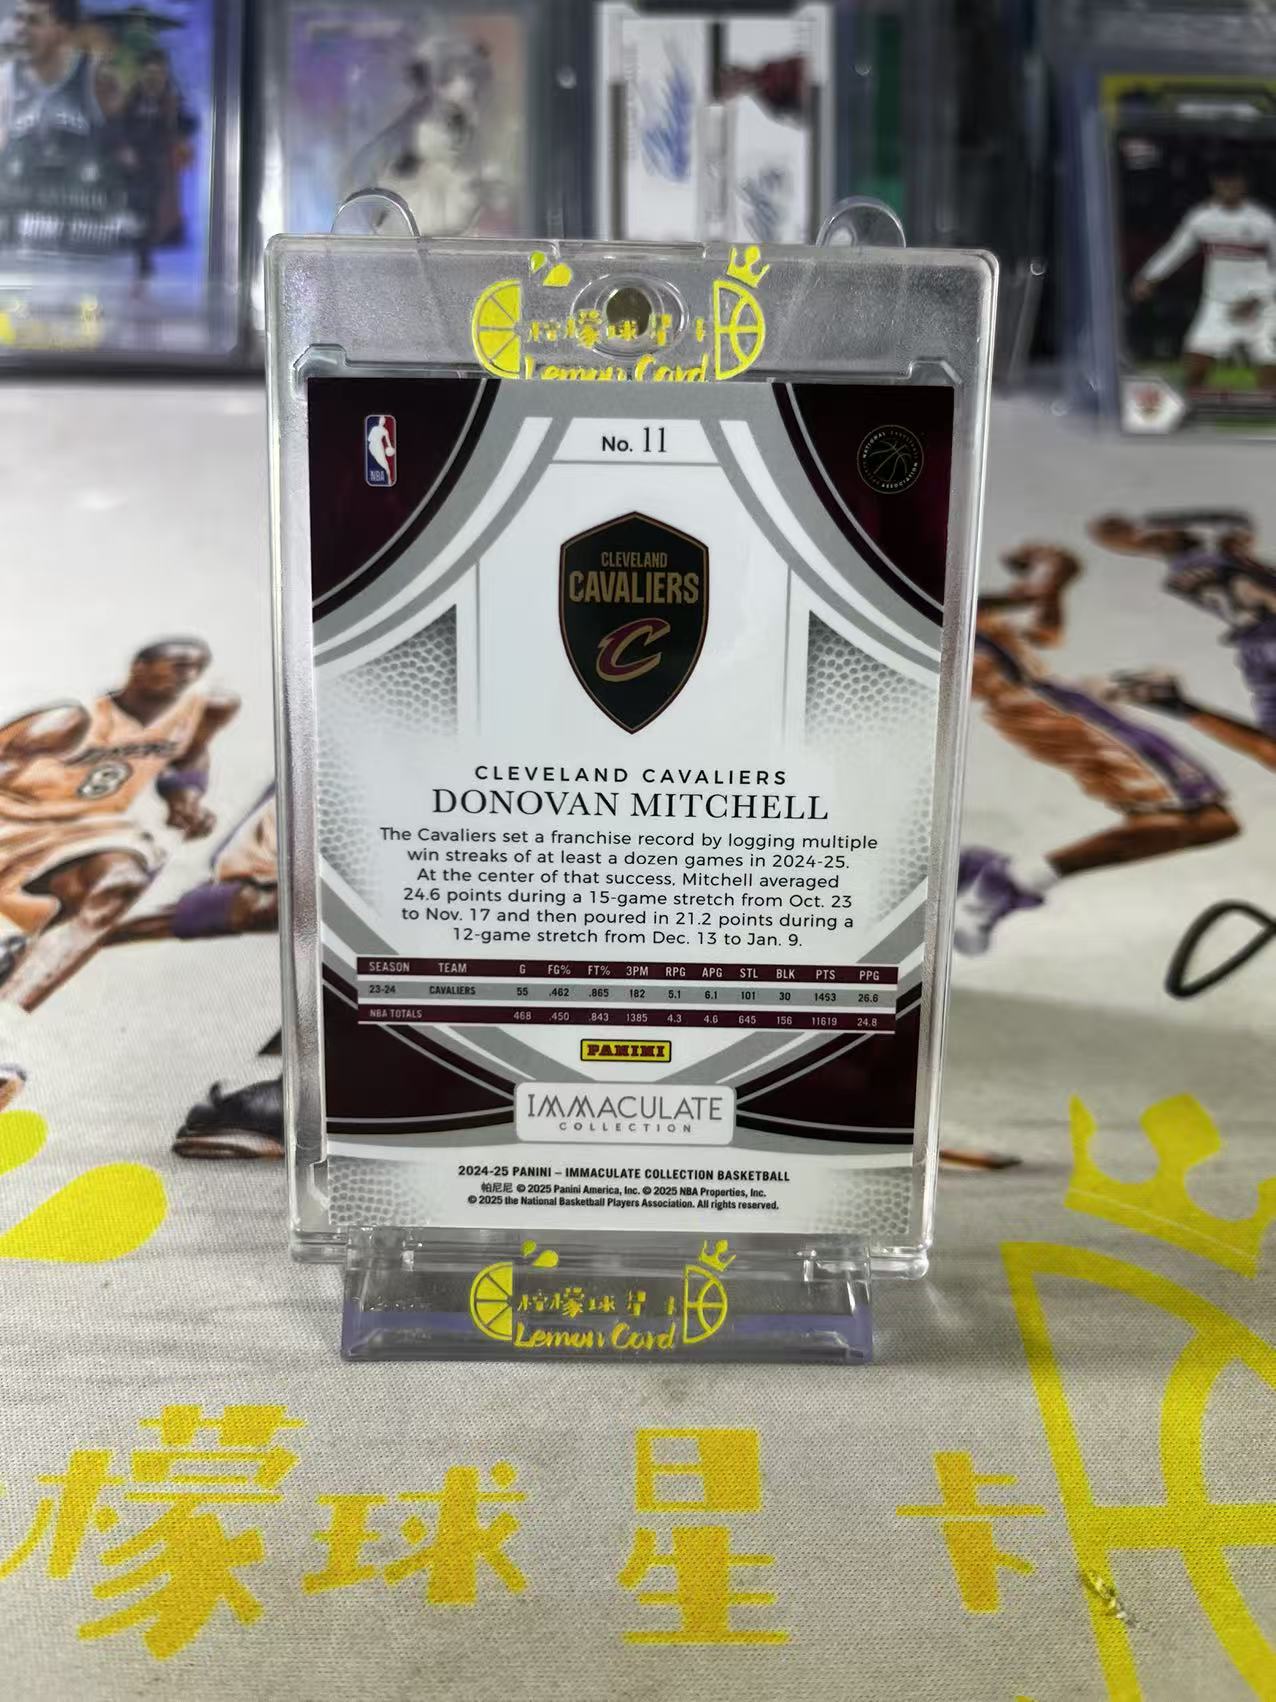 柠檬球星卡
Lemon Card
NBA
No. 11
NATIONAL BASKETBALL PLAYERS ASSOCIATION
CLEVELAND
CAVALIERS
C
CLEVELAND CAVALIERS
DONOVAN MITCHELL
The Cavaliers set a franchise record by logging multiple
win streaks of at least a dozen games in 2024-25.
At the center of that success, Mitchell averaged
24.6 points during a 15-game stretch from Oct. 23
to Nov. 17 and then poured in 21.2 points during a
12-game stretch from Dec. 13 to Jan. 9.
SEASON TEAM G FG% FT% 3PM RPG APG STL BLK PTS PPG
23-24 CAVALIERS 55 .462 .865 182 5.1 6.1 101 30 1453 26.6
NBA TOTALS 468 .450 .843 1385 4.3 4.6 645 156 11619 24.8
PANINI
IMMACULATE
COLLECTION
2024-25 PANINI – IMMACULATE COLLECTION BASKETBALL
帕尼尼 © 2025 Panini America, Inc. © 2025 NBA Properties, Inc.
© 2025 the National Basketball Players Association. All rights reserved.
柠檬球星卡
Lemon Card
檬球星卡
8